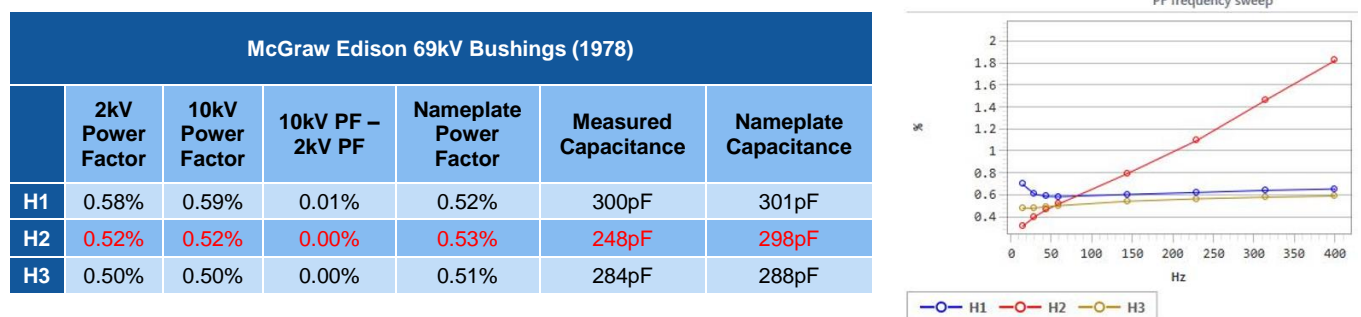 McGraw Edison 69kV Bushings (1978)
2kV Power Factor
10kV Power Factor
10kV PF – 2kV PF
Nameplate Power Factor
Measured Capacitance
Nameplate Capacitance
H1 0.58% 0.59% 0.01% 0.52% 300pF 301pF
H2 0.52% 0.52% 0.00% 0.53% 248pF 298pF
H3 0.50% 0.50% 0.00% 0.51% 284pF 288pF
PF frequency sweep
2
1.8
1.6
1.4
1.2
1
0.8
0.6
0.4
%
0 50 100 150 200 250 300 350 400
Hz
H1 H2 H3